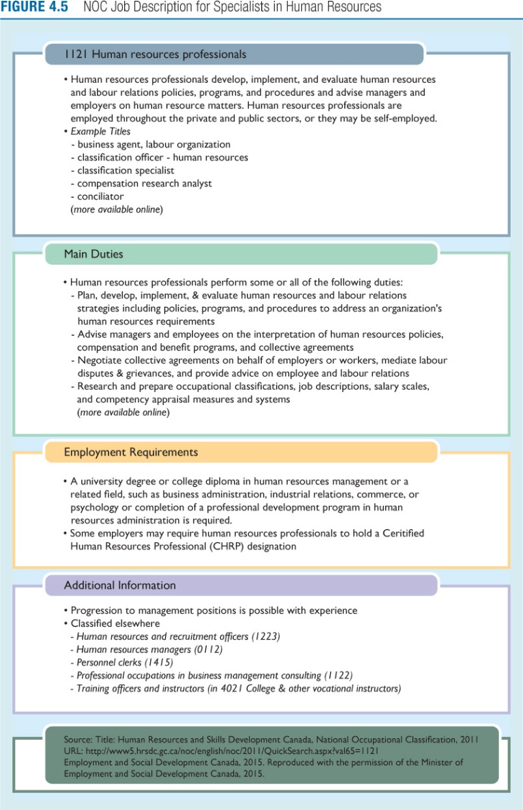 FIGURE 4.5 NOC Job Description for Specialists in Human Resources
1121 Human resources professionals
• Human resources professionals develop, implement, and evaluate human resources
and labour relations policies, programs, and procedures and advise managers and
employers on human resource matters. Human resources professionals are
employed throughout the private and public sectors, or they may be self-employed.
• Example Titles
- business agent, labour organization
- classification officer - human resources
- classification specialist
- compensation research analyst
- conciliator
(more available online)
Main Duties
• Human resources professionals perform some or all of the following duties:
- Plan, develop, implement, & evaluate human resources and labour relations
strategies including policies, programs, and procedures to address an organization's
human resources requirements
- Advise managers and employees on the interpretation of human resources policies,
compensation and benefit programs, and collective agreements
- Negotiate collective agreements on behalf of employers or workers, mediate labour
disputes & grievances, and provide advice on employee and labour relations
- Research and prepare occupational classifications, job descriptions, salary scales,
and competency appraisal measures and systems
(more available online)
Employment Requirements
• A university degree or college diploma in human resources management or a
related field, such as business administration, industrial relations, commerce, or
psychology or completion of a professional development program in human
resources administration is required.
• Some employers may require human resources professionals to hold a Ceritified
Human Resources Professional (CHRP) designation
Additional Information
• Progression to management positions is possible with experience
• Classified elsewhere
- Human resources and recruitment officers (1223)
- Human resources managers (0112)
- Personnel clerks (1415)
- Professional occupations in business management consulting (1122)
- Training officers and instructors (in 4021 College & other vocational instructors)
Source: Title: Human Resources and Skills Development Canada, National Occupational Classification, 2011
URL: http://www5.hrsdc.gc.ca/noc/english/noc/2011/QuickSearch.aspx?val65=1121
Employment and Social Development Canada, 2015. Reproduced with the permission of the Minister of
Employment and Social Development Canada, 2015.